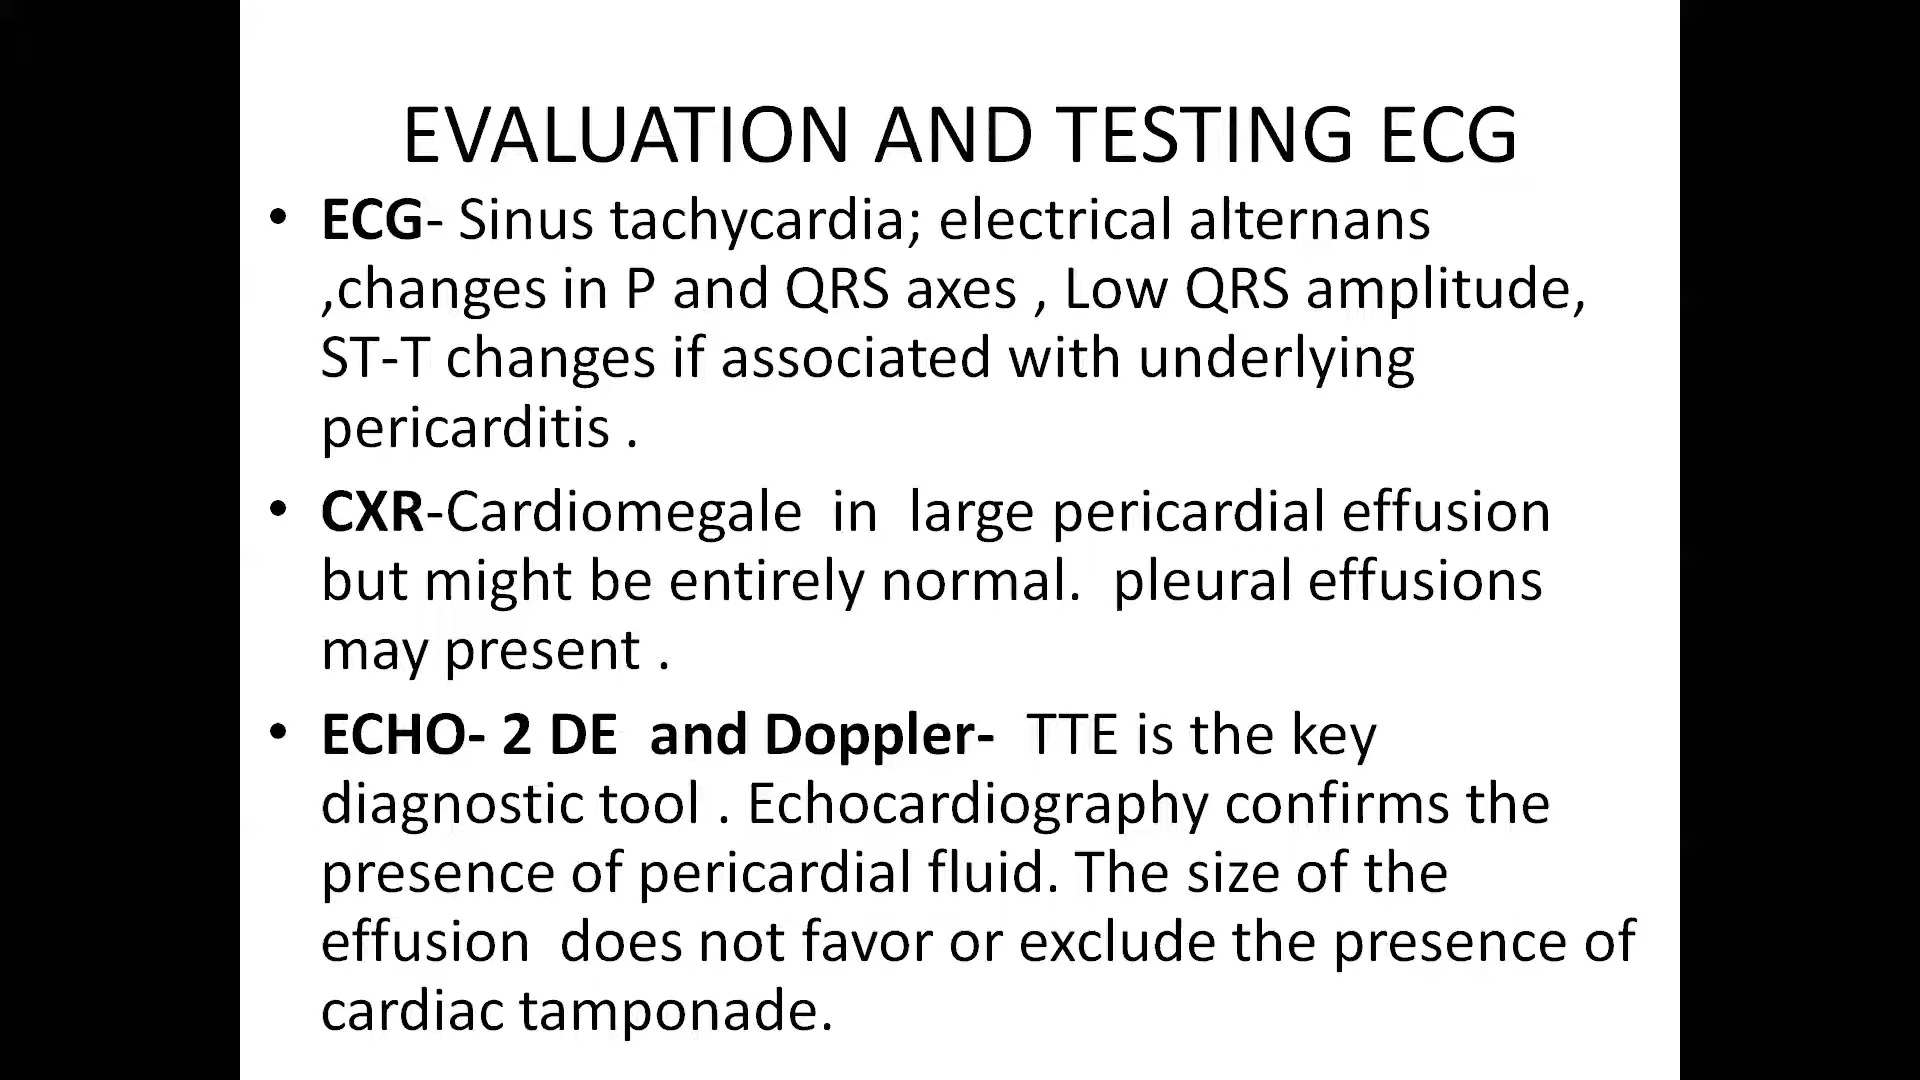 EVALUATION AND TESTING ECG
• ECG- Sinus tachycardia; electrical alternans
,changes in P and QRS axes , Low QRS amplitude,
ST-T changes if associated with underlying
pericarditis .
• CXR-Cardiomegale in large pericardial effusion
but might be entirely normal. pleural effusions
may present .
• ECHO- 2 DE and Doppler- TTE is the key
diagnostic tool . Echocardiography confirms the
presence of pericardial fluid. The size of the
effusion does not favor or exclude the presence of
cardiac tamponade.